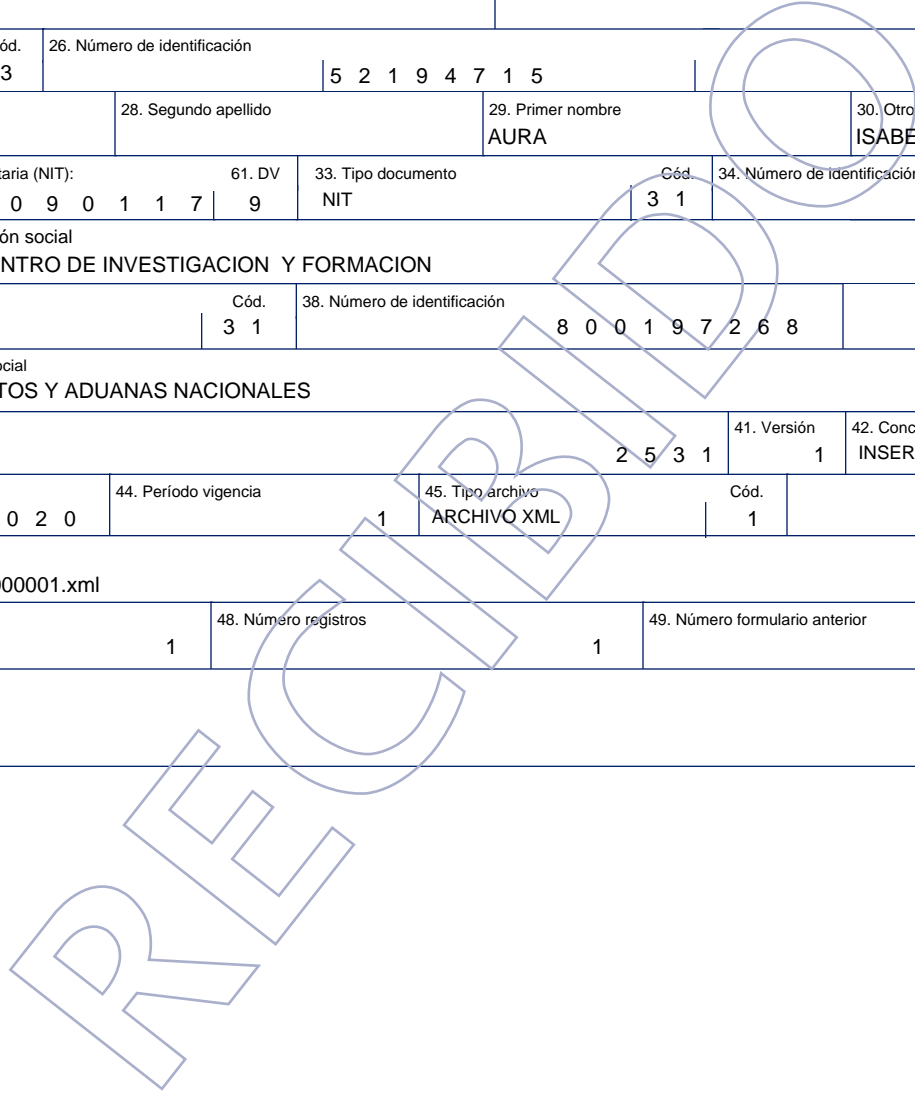 ód. 26. Número de identificación
3 5 2 1 9 4 7 1 5
28. Segundo apellido 29. Primer nombre 30. Otro
AURA ISABE
taria (NIT): 61. DV 33. Tipo documento Cód. 34. Número de identificación
0 9 0 1 1 7 9 NIT 3 1
ón social
NTRO DE INVESTIGACION Y FORMACION
Cód. 38. Número de identificación
3 1 8 0 0 1 9 7 2 6 8
ocial
TOS Y ADUANAS NACIONALES
41. Versión 42. Conc
2 5 3 1 1 INSER
44. Período vigencia 45. Tipo archivo Cód.
0 2 0 1 ARCHIVO XML 1
000001.xml
48. Número registros 49. Número formulario anterior
1 1
RECIBIDO